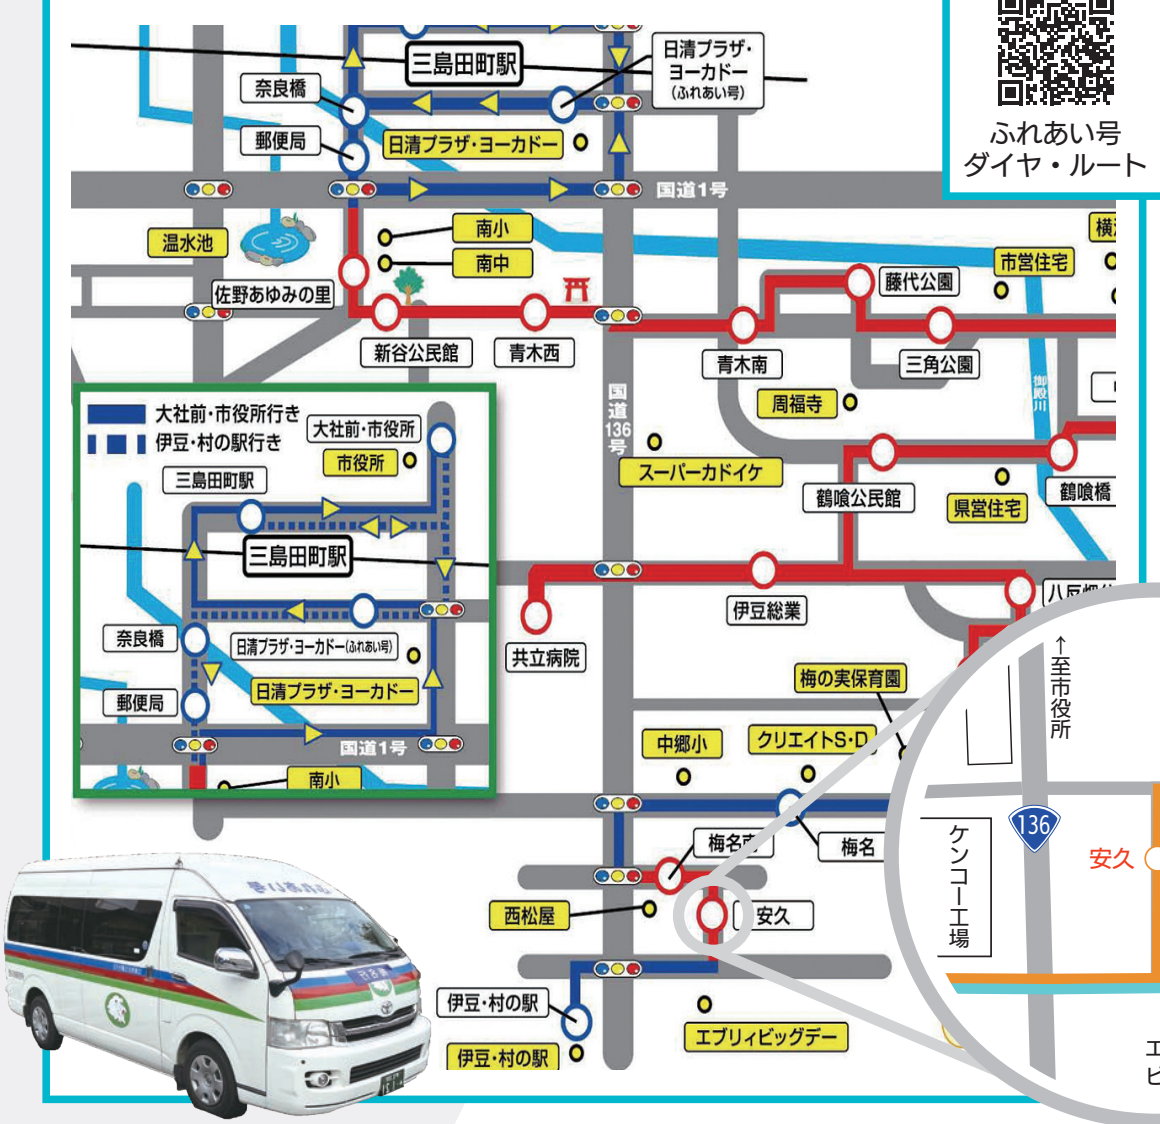 ふれあい号
ダイヤ・ルート
三島田町駅
日清プラザ・
ヨーカドー
(ふれあい号)
奈良橋
郵便局
日清プラザ・ヨーカドー
国道1号
温水池
南小
南中
佐野あゆみの里
新谷公民館
青木西
市営住宅
藤代公園
青木南
三角公園
周福寺
御殿川
国道136号
スーパーカドイケ
鶴喰公民館
県営住宅
鶴喰橋
大社前・市役所行き
伊豆・村の駅行き
大社前・市役所
市役所
三島田町駅
三島田町駅
奈良橋
日清プラザ・ヨーカドー(ふれあい号)
日清プラザ・ヨーカドー
郵便局
国道1号
南小
伊豆総業
共立病院
梅の実保育園
中郷小
クリエイトS・D
梅名
西松屋
安久
伊豆・村の駅
伊豆・村の駅
エブリィビッグデー
↑至市役所
136
ケンコー工場
安久